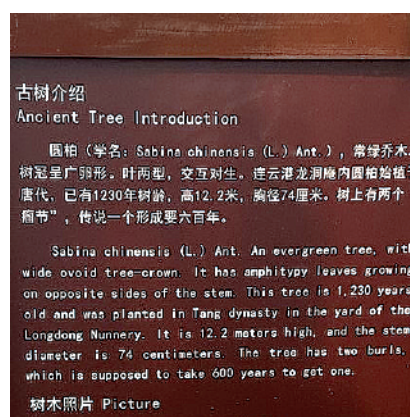 古树介绍
Ancient Tree Introduction
圆柏（学名：Sabina chinensis (L.) Ant.），常绿乔木，
树冠呈广卵形。叶两型，交互对生。连云港龙洞庵内圆柏始植于
唐代，已有1230年树龄，高12.2米，胸径74厘米。树上有两个
瘤节”，传说一个形成要六百年。
Sabina chinensis (L.) Ant. An evergreen tree, with
wide ovoid tree-crown. It has amphitypy leaves growing
on opposite sides of the stem. This tree is 1,230 years
old and was planted in Tang dynasty in the yard of the
Longdong Nunnery. It is 12.2 meters high, and the stem
diameter is 74 centimeters. The tree has two burls,
which is supposed to take 600 years to get one.
树木照片 Picture